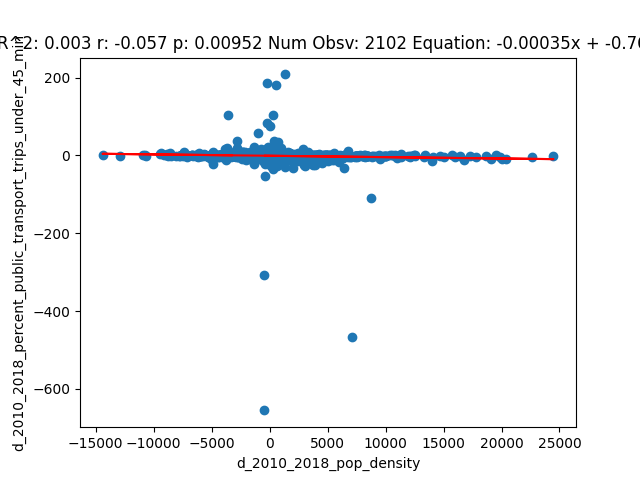 R^2: 0.003 r: -0.057 p: 0.00952 Num Obsv: 2102 Equation: -0.00035x + -0.76
200
0
−200
−400
−600
d_2010_2018_percent_public_transport_trips_under_45_min
−15000 −10000 −5000 0 5000 10000 15000 20000 25000
d_2010_2018_pop_density